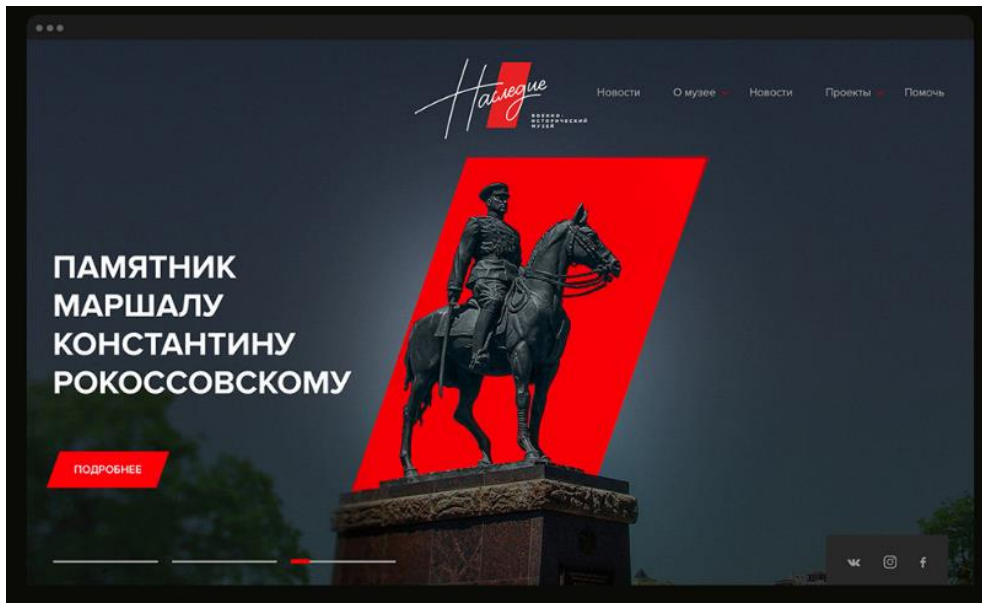 Наследие
ВОЕННО-
ИСТОРИЧЕСКИЙ
МУЗЕЙ
Новости
О музее
Новости
Проекты
Помочь
ПАМЯТНИК
МАРШАЛУ
КОНСТАНТИНУ
РОКОССОВСКОМУ
ПОДРОБНЕЕ